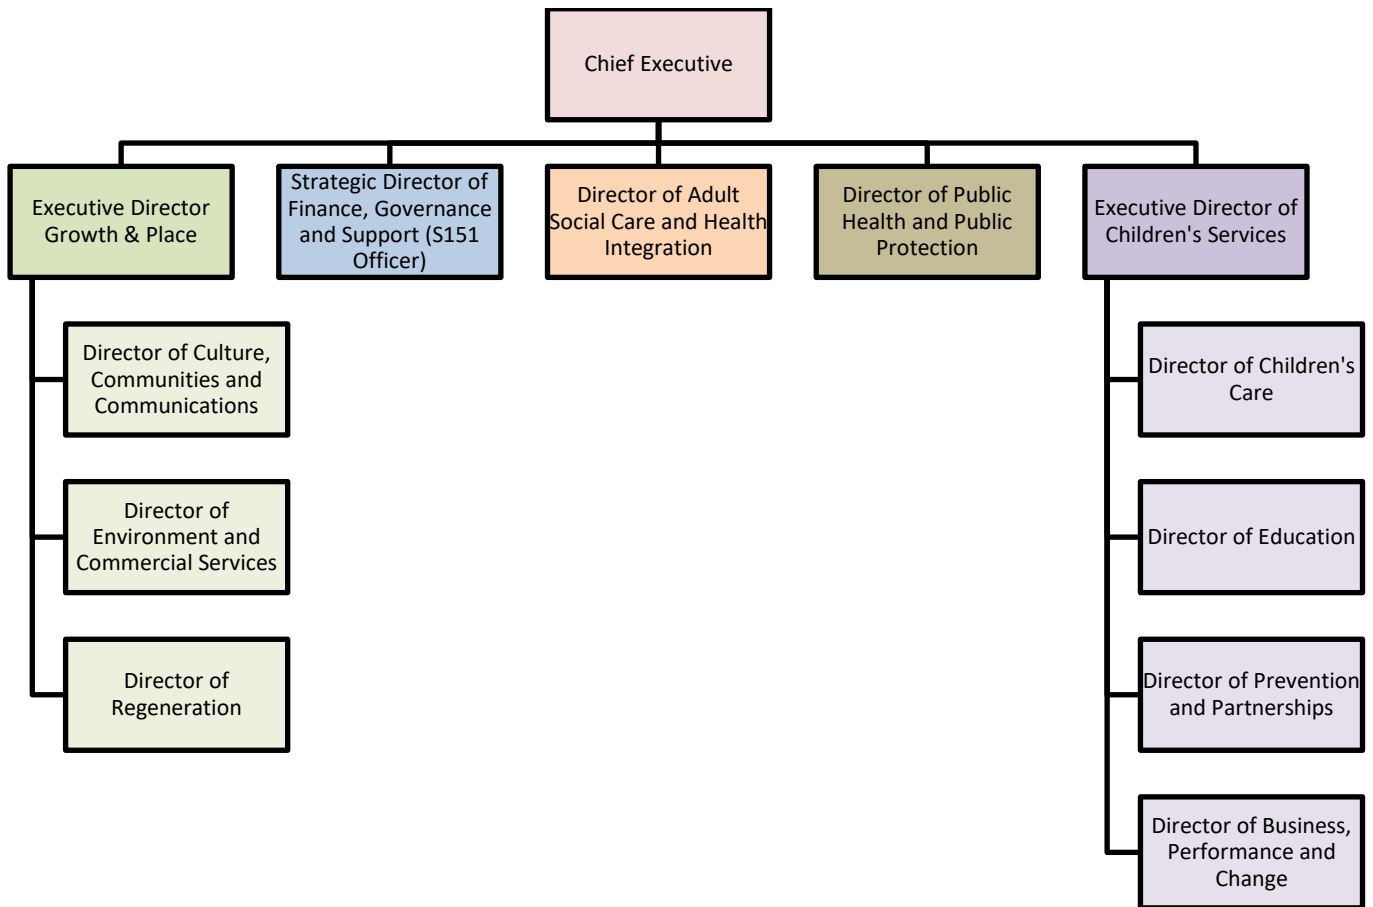 Chief Executive
Executive Director
Growth & Place
Strategic Director of
Finance, Governance
and Support (S151
Officer)
Director of Adult
Social Care and Health
Integration
Director of Public
Health and Public
Protection
Executive Director of
Children's Services
Director of Culture,
Communities and
Communications
Director of
Environment and
Commercial Services
Director of
Regeneration
Director of Children's
Care
Director of Education
Director of Prevention
and Partnerships
Director of Business,
Performance and
Change